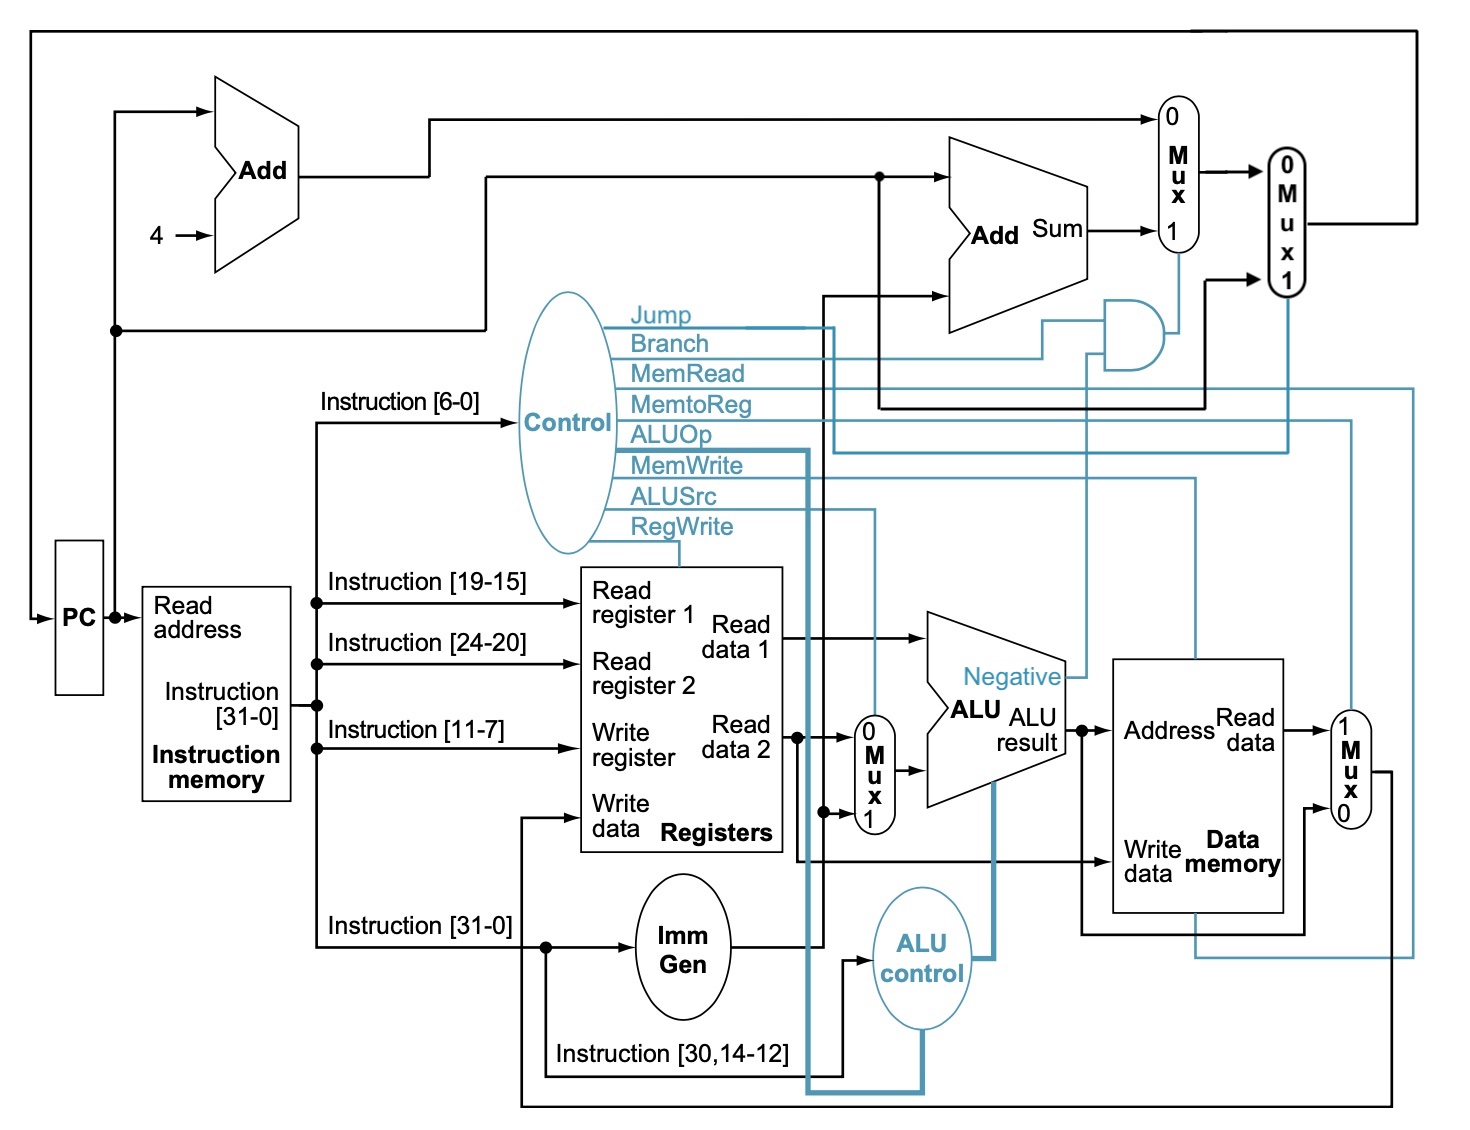 Add
4
0
M
u
x
1
Add
Sum
0
M
u
x
1
Jump
Branch
MemRead
MemtoReg
ALUOp
MemWrite
ALUSrc
RegWrite
Control
Instruction [6-0]
PC
Read
address
Instruction
[31-0]
Instruction
memory
Instruction [19-15]
Instruction [24-20]
Instruction [11-7]
Instruction [31-0]
Read
register 1
Read
register 2
Write
register
Write
data
Read
data 1
Read
data 2
Registers
0
M
u
x
1
Negative
ALU
ALU
result
Address
Read
data
Write
data
Data
memory
1
M
u
x
0
Imm
Gen
ALU
control
Instruction [30,14-12]